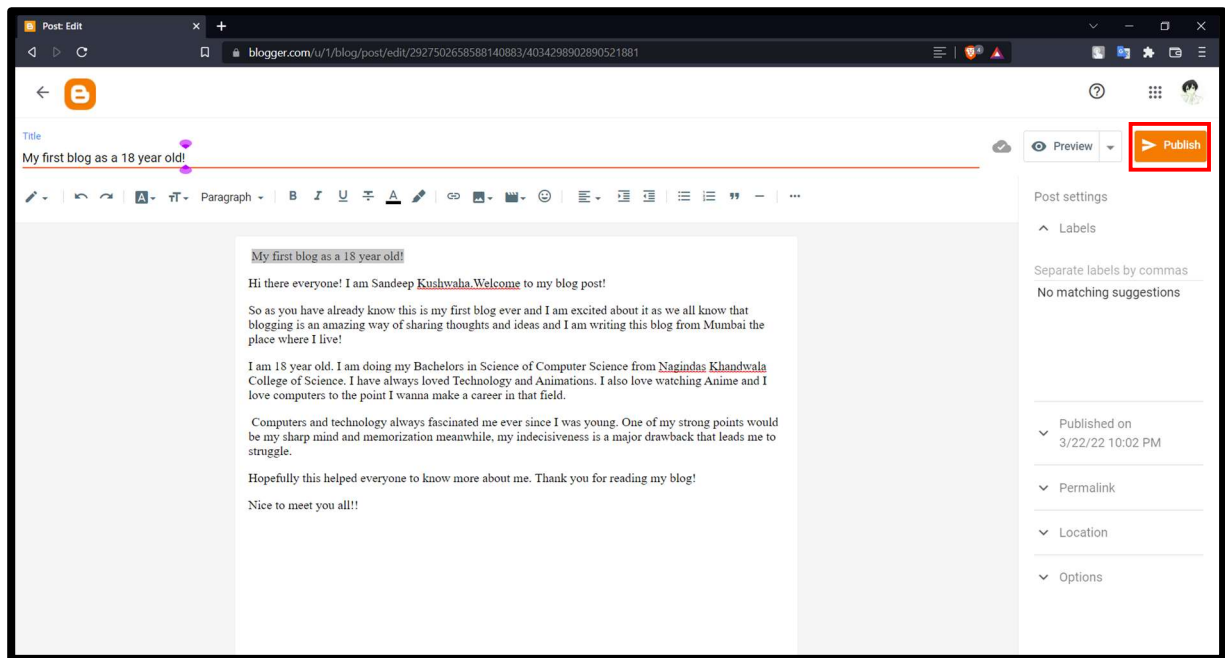 Post: Edit
blogger.com/u/1/blog/post/edit/2927502658588140883/4034298902890521881
Title
My first blog as a 18 year old!
Preview
Publish
Paragraph
B I U A
Post settings
Labels
Separate labels by commas
No matching suggestions
Published on
3/22/22 10:02 PM
Permalink
Location
Options
My first blog as a 18 year old!
Hi there everyone! I am Sandeep Kushwaha.Welcome to my blog post!
So as you have already know this is my first blog ever and I am excited about it as we all know that
blogging is an amazing way of sharing thoughts and ideas and I am writing this blog from Mumbai the
place where I live!
I am 18 year old. I am doing my Bachelors in Science of Computer Science from Nagindas Khandwala
College of Science. I have always loved Technology and Animations. I also love watching Anime and I
love computers to the point I wanna make a career in that field.
Computers and technology always fascinated me ever since I was young. One of my strong points would
be my sharp mind and memorization meanwhile, my indecisiveness is a major drawback that leads me to
struggle.
Hopefully this helped everyone to know more about me. Thank you for reading my blog!
Nice to meet you all!!